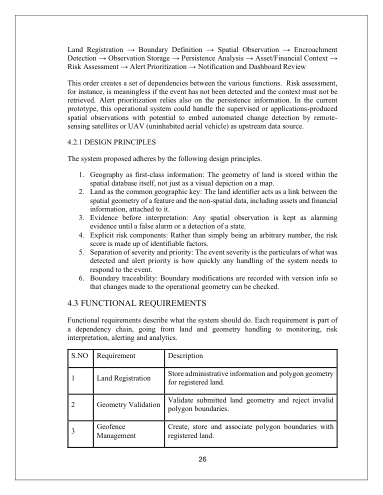 Land Registration → Boundary Definition → Spatial Observation → Encroachment
Detection → Observation Storage → Persistence Analysis → Asset/Financial Context →
Risk Assessment → Alert Prioritization → Notification and Dashboard Review
This order creates a set of dependencies between the various functions. Risk assessment,
for instance, is meaningless if the event has not been detected and the context must not be
retrieved. Alert prioritization relies also on the persistence information. In the current
prototype, this operational system could handle the supervised or applications-produced
spatial observations with potential to embed automated change detection by remote-
sensing satellites or UAV (uninhabited aerial vehicle) as upstream data source.
4.2.1 DESIGN PRINCIPLES
The system proposed adheres by the following design principles.
1. Geography as first-class information: The geometry of land is stored within the
spatial database itself, not just as a visual depiction on a map.
2. Land as the common geographic key: The land identifier acts as a link between the
spatial geometry of a feature and the non-spatial data, including assets and financial
information, attached to it.
3. Evidence before interpretation: Any spatial observation is kept as alarming
evidence until a false alarm or a detection of a state.
4. Explicit risk components: Rather than simply being an arbitrary number, the risk
score is made up of identifiable factors.
5. Separation of severity and priority: The event severity is the particulars of what was
detected and alert priority is how quickly any handling of the system needs to
respond to the event.
6. Boundary traceability: Boundary modifications are recorded with version info so
that changes made to the operational geometry can be checked.
4.3 FUNCTIONAL REQUIREMENTS
Functional requirements describe what the system should do. Each requirement is part of
a dependency chain, going from land and geometry handling to monitoring, risk
interpretation, alerting and analytics.
S.NO Requirement Description
1 Land Registration Store administrative information and polygon geometry
for registered land.
2 Geometry Validation Validate submitted land geometry and reject invalid
polygon boundaries.
3 Geofence Management Create, store and associate polygon boundaries with
registered land.
26